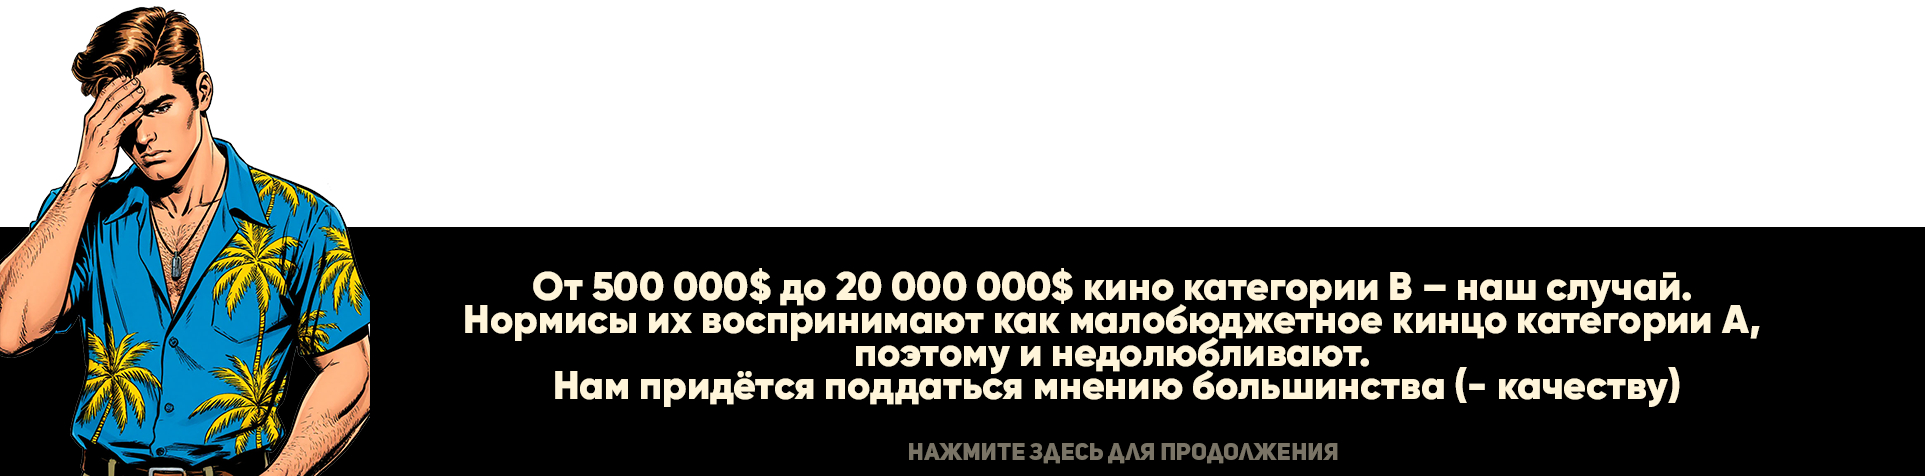 От 500 000$ до 20 000 000$ кино категории В – наш случай.
Нормисы их воспринимают как малобюджетное кинцо категории А,
поэтому и недолюбливают.
Нам придётся поддаться мнению большинства (- качеству)
НАЖМИТЕ ЗДЕСЬ ДЛЯ ПРОДОЛЖЕНИЯ